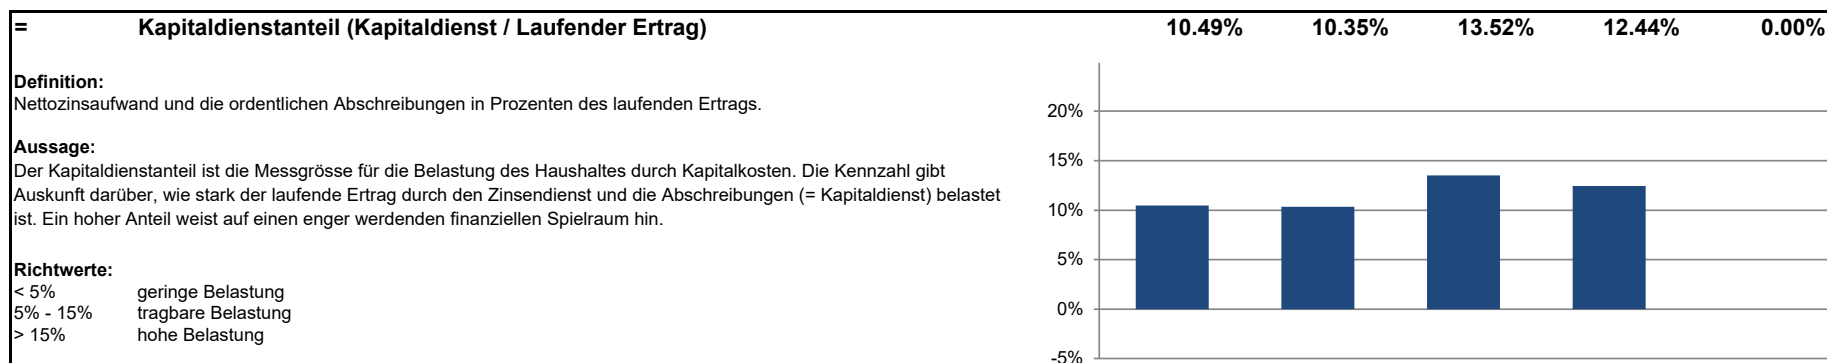 = Kapitaldienstanteil (Kapitaldienst / Laufender Ertrag) 10.49% 10.35% 13.52% 12.44% 0.00%
Definition:
Nettozinsaufwand und die ordentlichen Abschreibungen in Prozenten des laufenden Ertrags.
Aussage:
Der Kapitaldienstanteil ist die Messgrösse für die Belastung des Haushaltes durch Kapitalkosten. Die Kennzahl gibt
Auskunft darüber, wie stark der laufende Ertrag durch den Zinsendienst und die Abschreibungen (= Kapitaldienst) belastet
ist. Ein hoher Anteil weist auf einen enger werdenden finanziellen Spielraum hin.
Richtwerte:
< 5% geringe Belastung
5% - 15% tragbare Belastung
> 15% hohe Belastung
20%
15%
10%
5%
0%
-5%